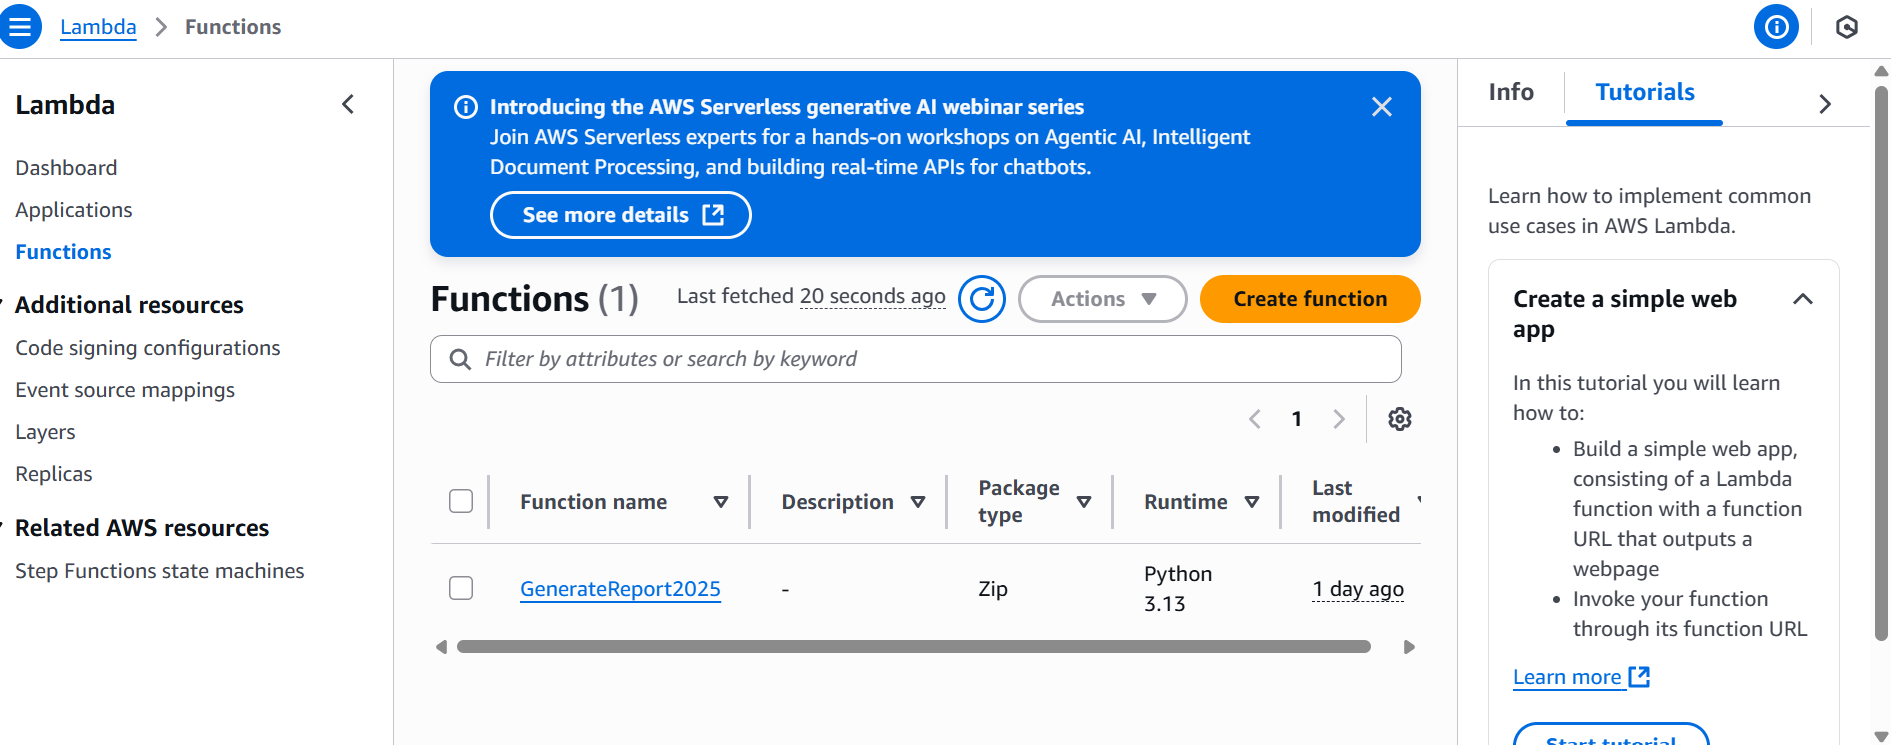 Lambda > Functions
Lambda
Dashboard
Applications
Functions
Additional resources
Code signing configurations
Event source mappings
Layers
Replicas
Related AWS resources
Step Functions state machines
Introducing the AWS Serverless generative AI webinar series
Join AWS Serverless experts for a hands-on workshops on Agentic AI, Intelligent
Document Processing, and building real-time APIs for chatbots.
See more details
Functions (1)
Last fetched 20 seconds ago
Actions
Create function
Filter by attributes or search by keyword
1
Function name
Description
Package
type
Runtime
Last
modified
GenerateReport2025
-
Zip
Python
3.13
1 day ago
Info
Tutorials
Learn how to implement common
use cases in AWS Lambda.
Create a simple web
app
In this tutorial you will learn
how to:
• Build a simple web app,
consisting of a Lambda
function with a function
URL that outputs a
webpage
• Invoke your function
through its function URL
Learn more
Start tutorial